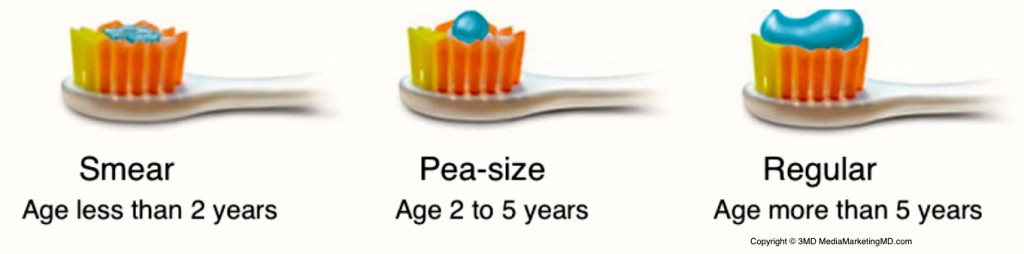 Smear
Age less than 2 years
Pea-size
Age 2 to 5 years
Regular
Age more than 5 years
Copyright © 3MD MediaMarketingMD.com